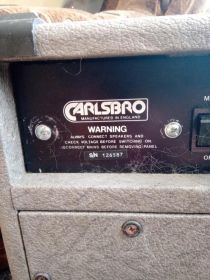 CARLSBRO
MANUFACTURED IN ENGLAND
WARNING
ALWAYS CONNECT SPEAKERS AND
CHECK VOLTAGE BEFORE SWITCHING ON
DISCONNECT MAINS BEFORE REMOVING PANEL
S/N 126587
M
O